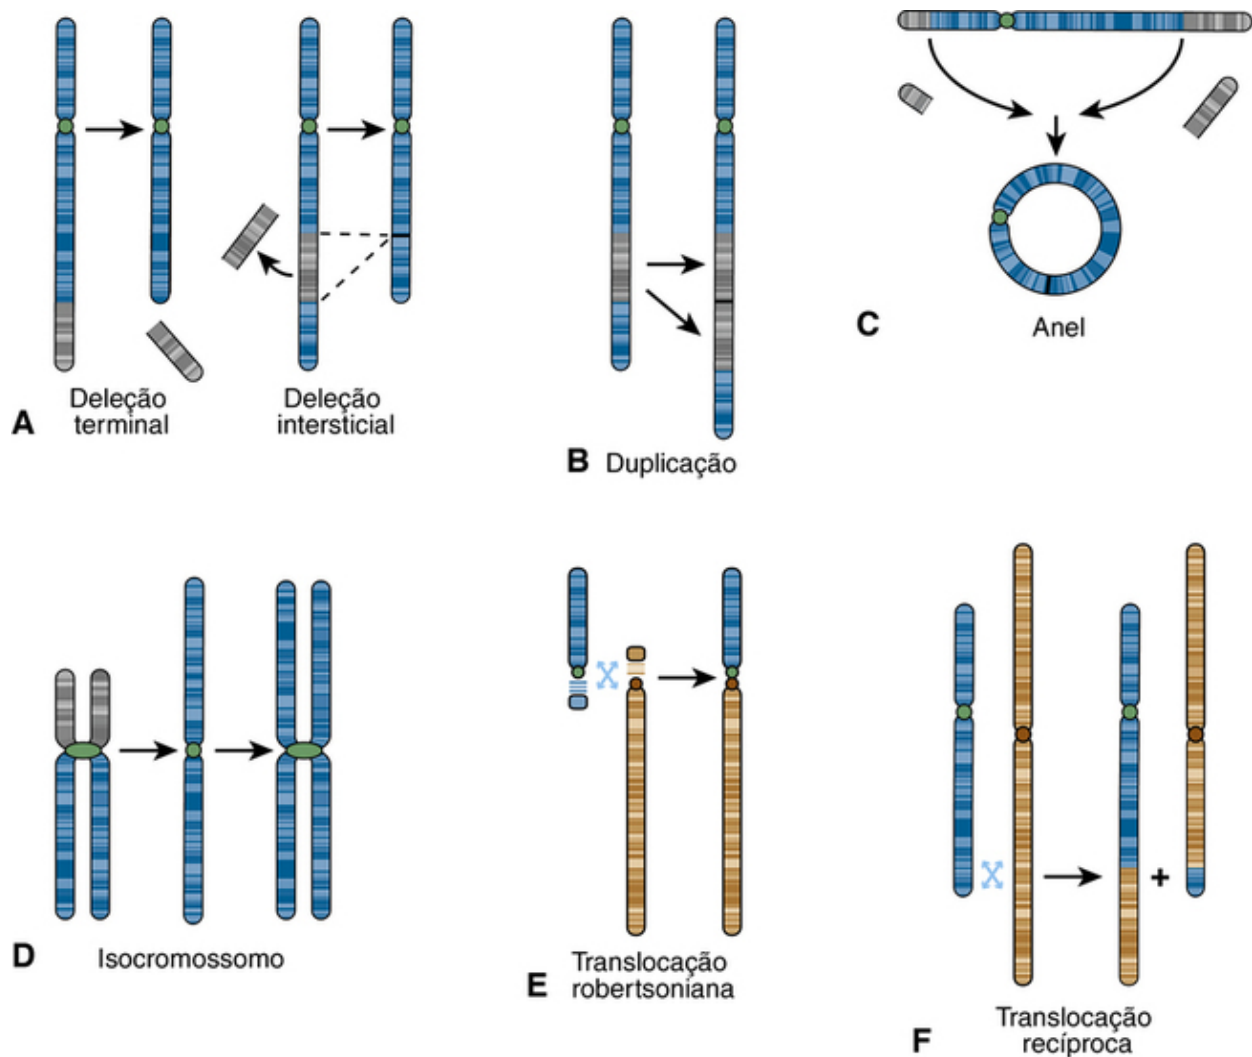 A
Deleção
terminal
Deleção
intersticial
B
Duplicação
C
Anel
D
Isocromossomo
E
Translocação
robertsoniana
+
F
Translocação
recíproca